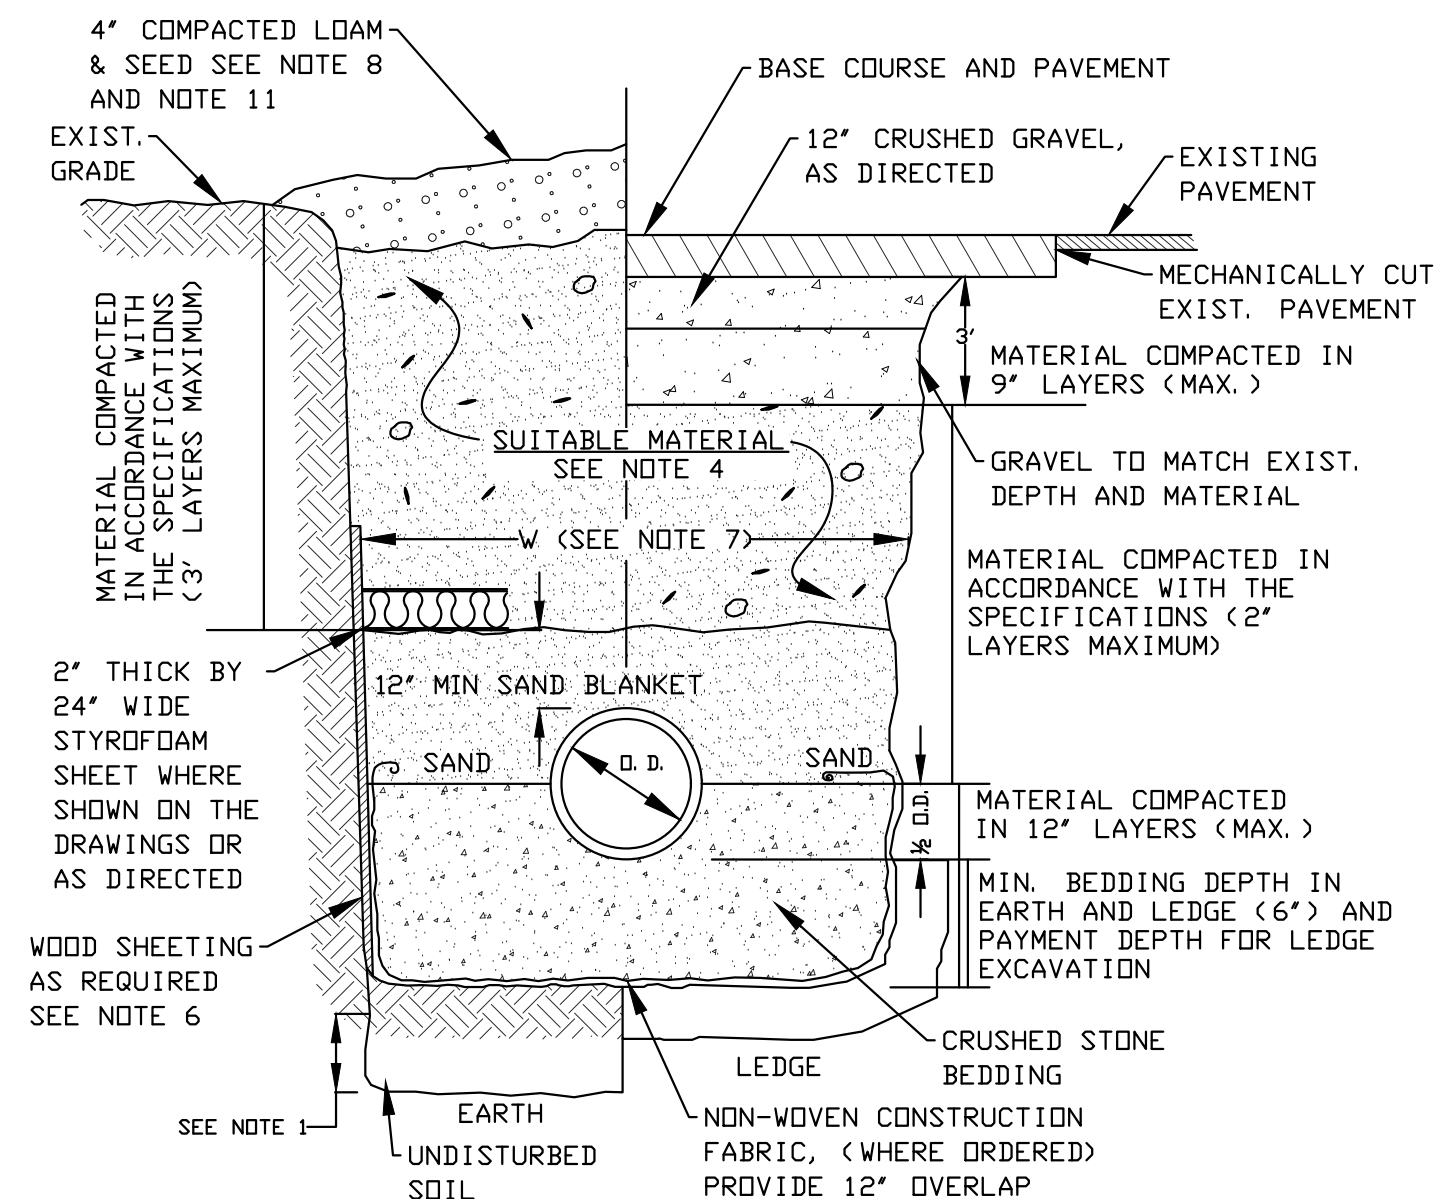 4" COMPACTED LOAM
& SEED SEE NOTE 8
AND NOTE 11
EXIST.
GRADE
BASE COURSE AND PAVEMENT
12" CRUSHED GRAVEL,
AS DIRECTED
EXISTING
PAVEMENT
MECHANICALLY CUT
EXIST. PAVEMENT
MATERIAL COMPACTED
IN ACCORDANCE WITH
THE SPECIFICATIONS
(3' LAYERS MAXIMUM)
3'
MATERIAL COMPACTED IN
9" LAYERS (MAX.)
SUITABLE MATERIAL
SEE NOTE 4
GRAVEL TO MATCH EXIST.
DEPTH AND MATERIAL
W (SEE NOTE 7)
MATERIAL COMPACTED IN
ACCORDANCE WITH THE
SPECIFICATIONS (2"
LAYERS MAXIMUM)
2" THICK BY
24" WIDE
STYROFOAM
SHEET WHERE
SHOWN ON THE
DRAWINGS OR
AS DIRECTED
12" MIN SAND BLANKET
SAND
O. D.
SAND
½ O.D.
MATERIAL COMPACTED
IN 12" LAYERS (MAX.)
MIN. BEDDING DEPTH IN
EARTH AND LEDGE (6") AND
PAYMENT DEPTH FOR LEDGE
EXCAVATION
WOOD SHEETING
AS REQUIRED
SEE NOTE 6
CRUSHED STONE
BEDDING
LEDGE
EARTH
SEE NOTE 1
UNDISTURBED
SOIL
NON-WOVEN CONSTRUCTION
FABRIC, (WHERE ORDERED)
PROVIDE 12" OVERLAP